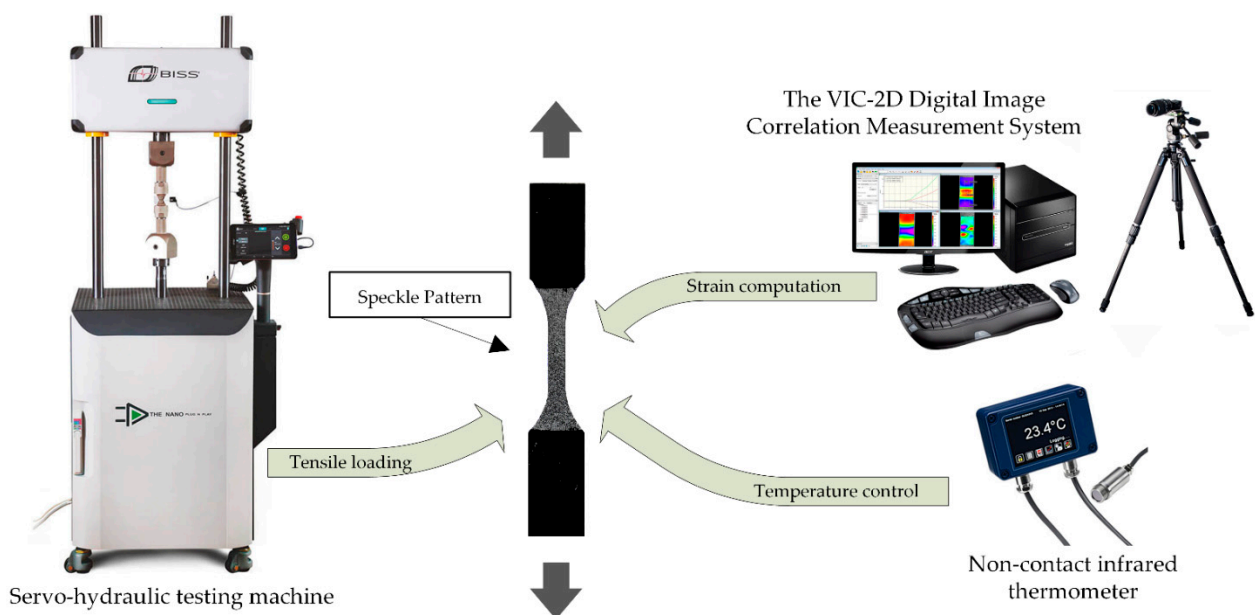 BISS
The VIC-2D Digital Image
Correlation Measurement System
Speckle Pattern
Strain computation
THE NANO PLUG N PLAY
Tensile loading
23.4°C
Logging
Temperature control
Servo-hydraulic testing machine
Non-contact infrared
thermometer